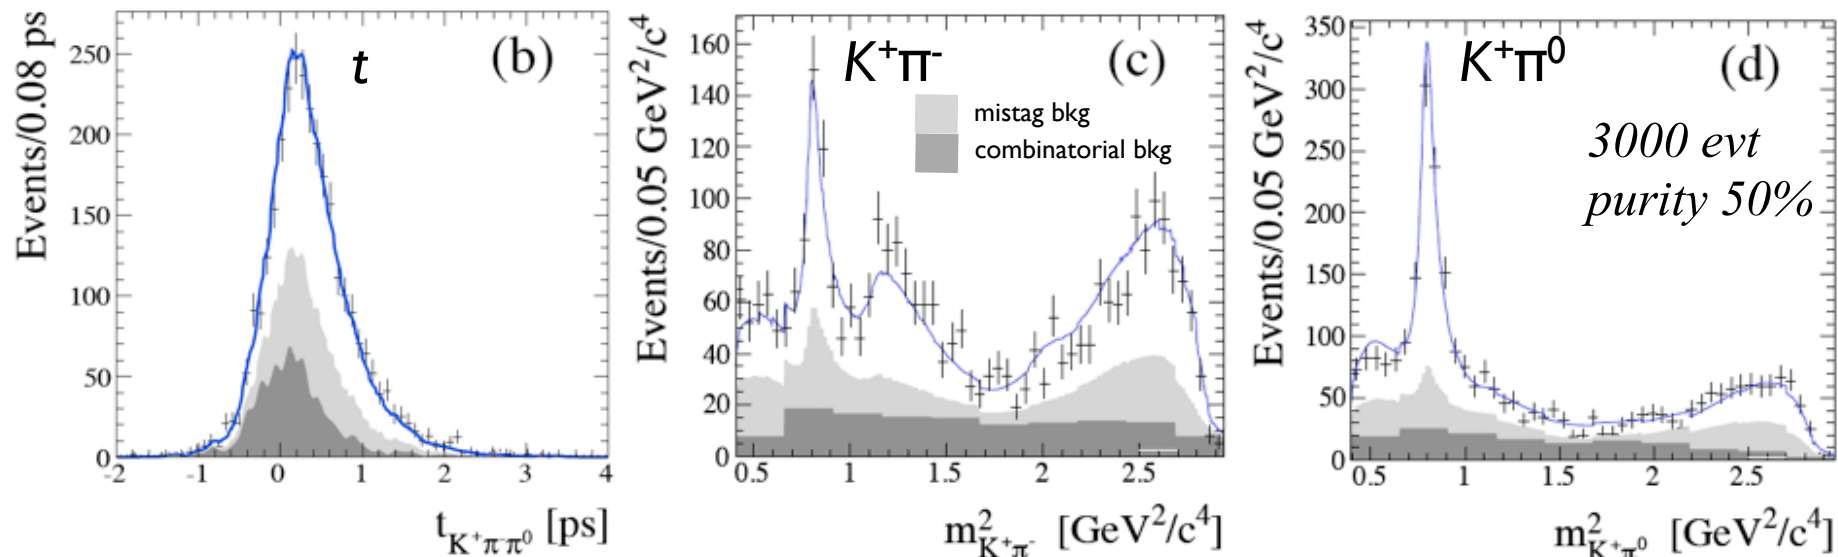 Events/0.08 ps
250
200
150
100
50
0
-2 -1 0 1 2 3 4
t
(b)
t_{K⁺π⁻π⁰} [ps]
Events/0.05 GeV²/c⁴
160
140
120
100
80
60
40
20
0
0.5 1 1.5 2 2.5
K⁺π⁻
(c)
mistag bkg
combinatorial bkg
m²_{K⁺π⁻} [GeV²/c⁴]
Events/0.05 GeV²/c⁴
350
300
250
200
150
100
50
0
0.5 1 1.5 2 2.5
K⁺π⁰
(d)
3000 evt
purity 50%
m²_{K⁺π⁰} [GeV²/c⁴]